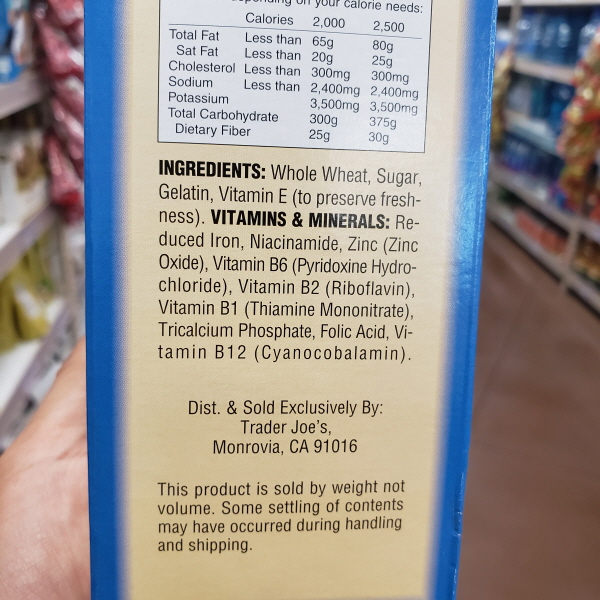 depending on your calorie needs:
Calories 2,000 2,500
Total Fat Less than 65g 80g
Sat Fat Less than 20g 25g
Cholesterol Less than 300mg 300mg
Sodium Less than 2,400mg 2,400mg
Potassium 3,500mg 3,500mg
Total Carbohydrate 300g 375g
Dietary Fiber 25g 30g
INGREDIENTS: Whole Wheat, Sugar,
Gelatin, Vitamin E (to preserve fresh-
ness). VITAMINS & MINERALS: Re-
duced Iron, Niacinamide, Zinc (Zinc
Oxide), Vitamin B6 (Pyridoxine Hydro-
chloride), Vitamin B2 (Riboflavin),
Vitamin B1 (Thiamine Mononitrate),
Tricalcium Phosphate, Folic Acid, Vi-
tamin B12 (Cyanocobalamin).
Dist. & Sold Exclusively By:
Trader Joe's,
Monrovia, CA 91016
This product is sold by weight not
volume. Some settling of contents
may have occurred during handling
and shipping.